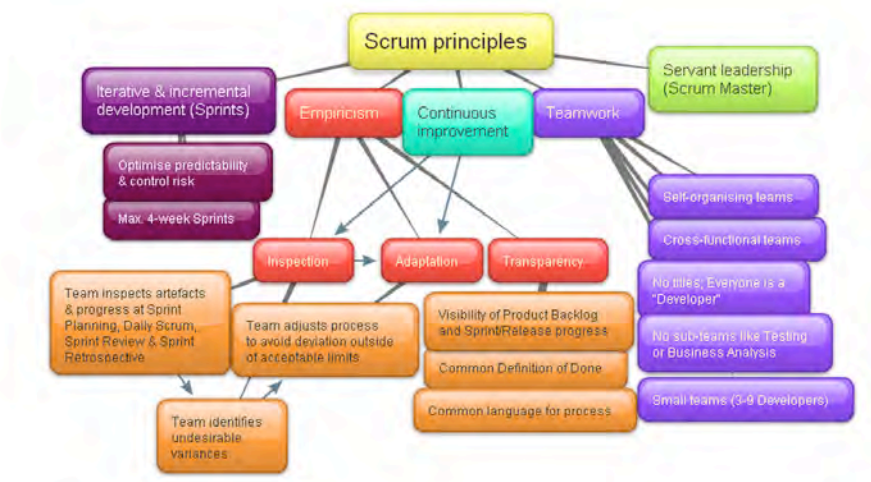 Scrum principles
Iterative & incremental
development (Sprints)
Empiricism
Continuous
improvement
Teamwork
Servant leadership
(Scrum Master)
Optimise predictability
& control risk
Max. 4-week Sprints
Self-organising teams
Cross-functional teams
No titles; Everyone is a
"Developer"
No sub-teams like Testing
or Business Analysis
Small teams (3-9 Developers)
Inspection
Adaptation
Transparency
Team inspects artefacts
& progress at Sprint
Planning, Daily Scrum,
Sprint Review & Sprint
Retrospective
Team adjusts process
to avoid deviation outside
of acceptable limits
Visibility of Product Backlog
and Sprint/Release progress
Common Definition of Done
Common language for process
Team identifies
undesirable
variances